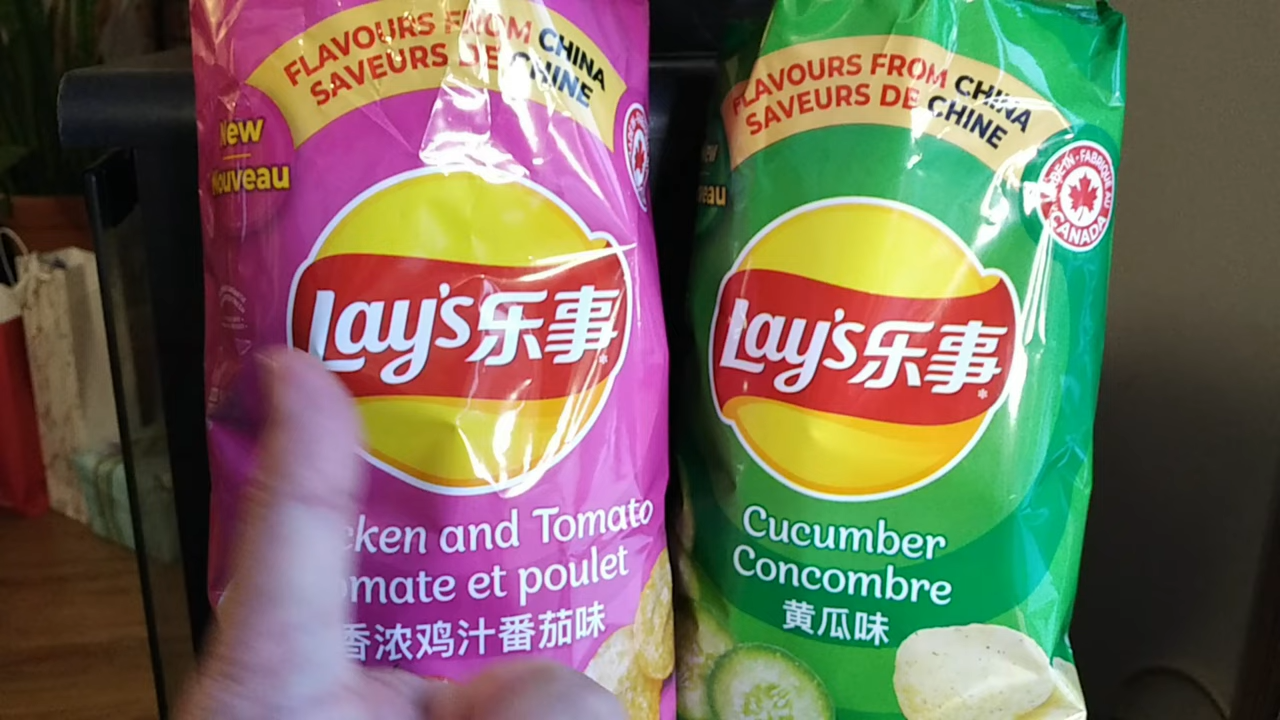 FLAVOURS FROM CHINA
SAVEURS DE CHINE
New
Nouveau
Lay's乐事
and Tomato
et poulet
香浓鸡汁番茄味
FLAVOURS FROM CHINA
SAVEURS DE CHINE
CANADA
Lay's乐事
Cucumber
Concombre
黄瓜味